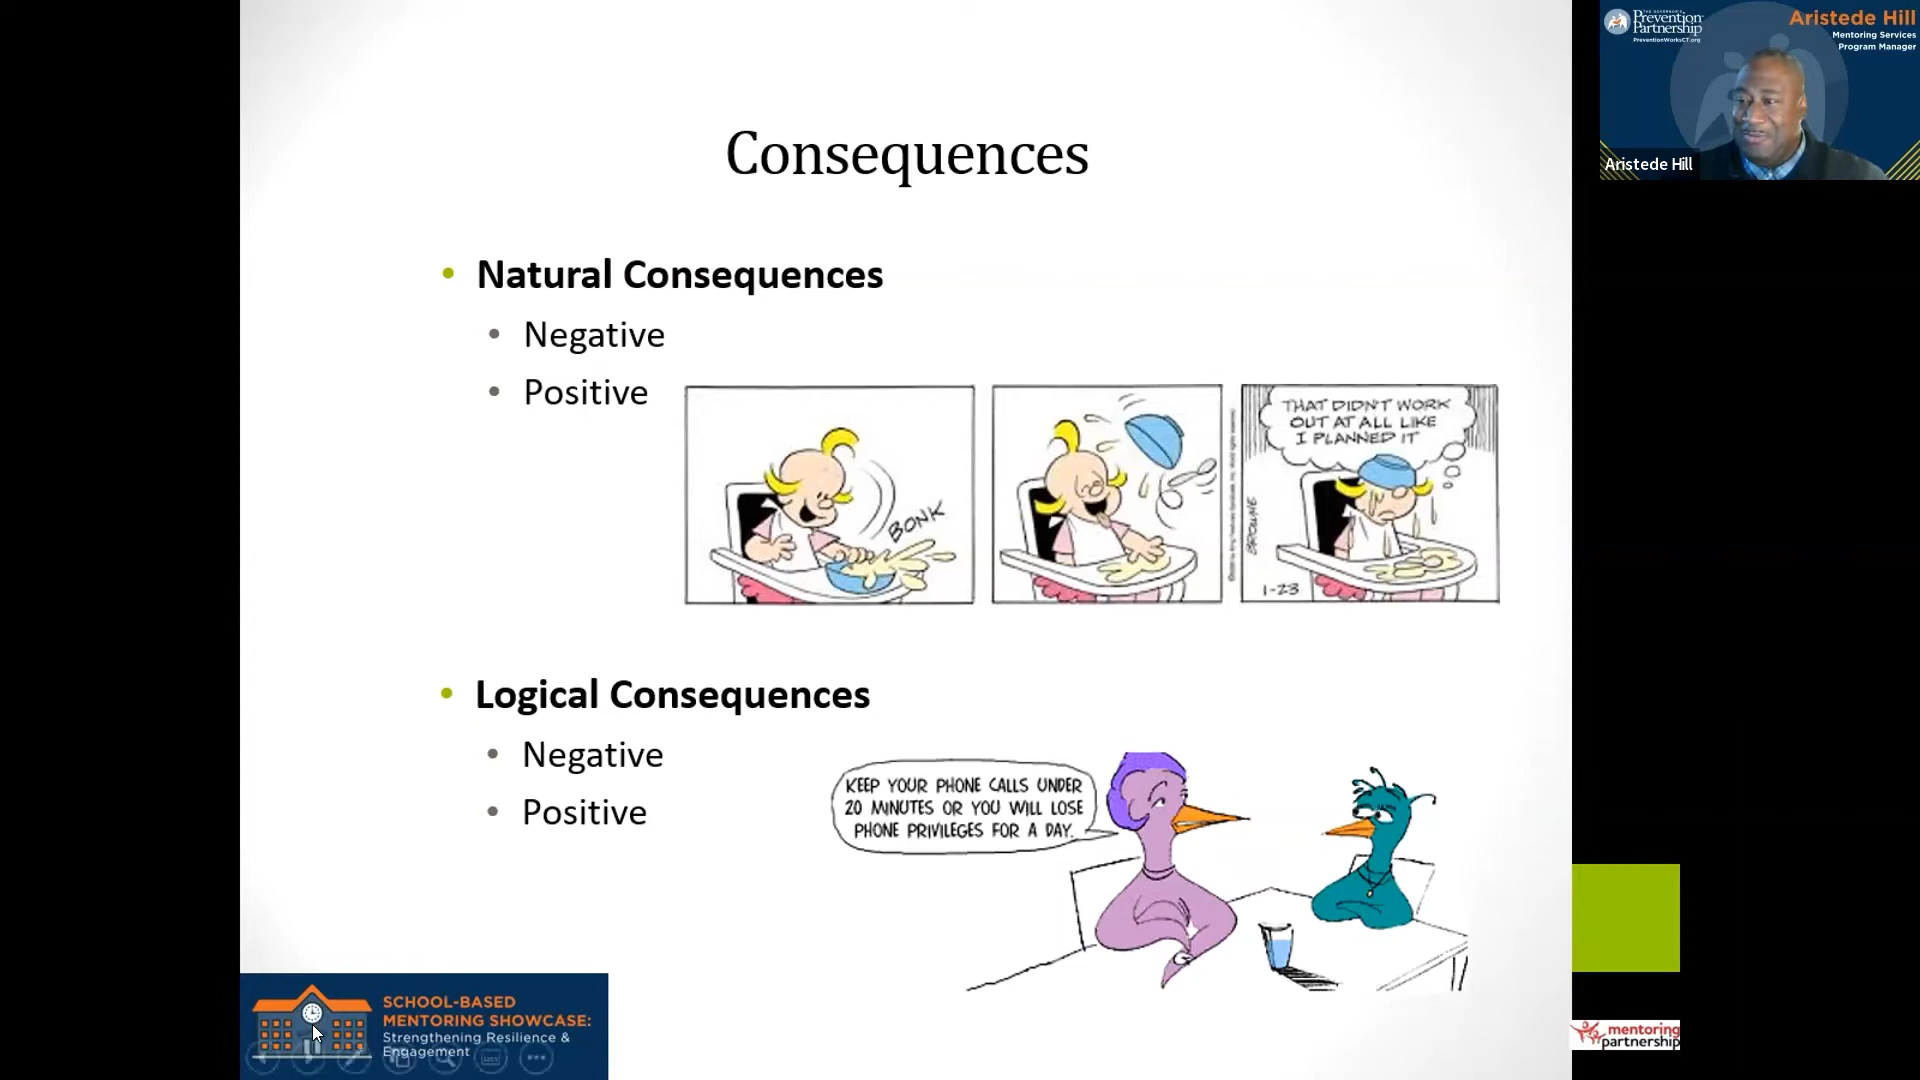 Consequences
• Natural Consequences
• Negative
• Positive
BONK
THAT DIDN'T WORK
OUT AT ALL LIKE
I PLANNED IT
BROWNE
1-23
• Logical Consequences
• Negative
• Positive
KEEP YOUR PHONE CALLS UNDER
20 MINUTES OR YOU WILL LOSE
PHONE PRIVILEGES FOR A DAY.
SCHOOL-BASED
MENTORING SHOWCASE:
Strengthening Resilience &
Engagement
THE GOVERNOR'S
Prevention
Partnership
PreventionWorksCT.org
Aristede Hill
Mentoring Services
Program Manager
Aristede Hill
mentoring
partnership